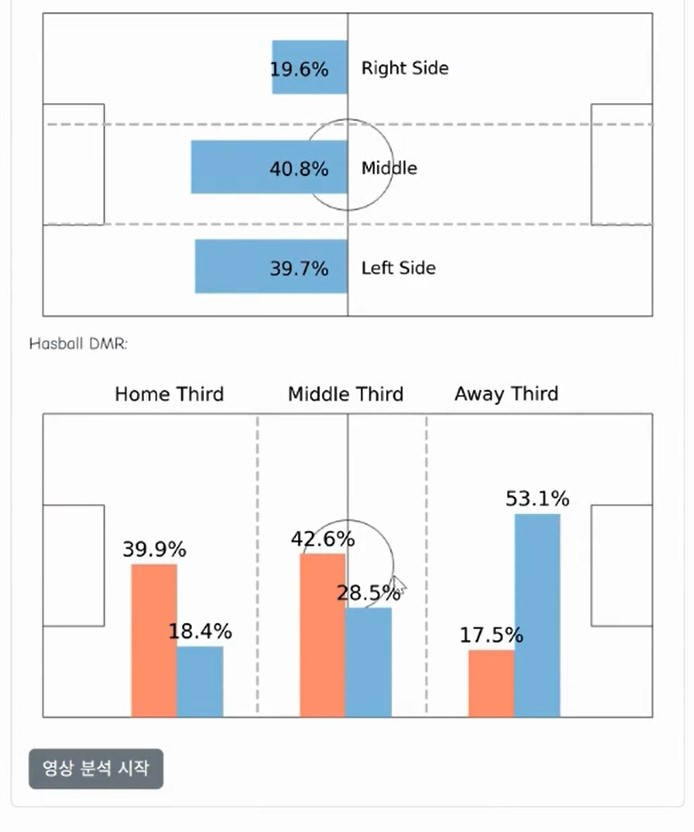 19.6% Right Side
40.8% Middle
39.7% Left Side
Hasball DMR:
Home Third Middle Third Away Third
53.1%
42.6%
39.9%
28.5%
18.4%
17.5%
영상 분석 시작